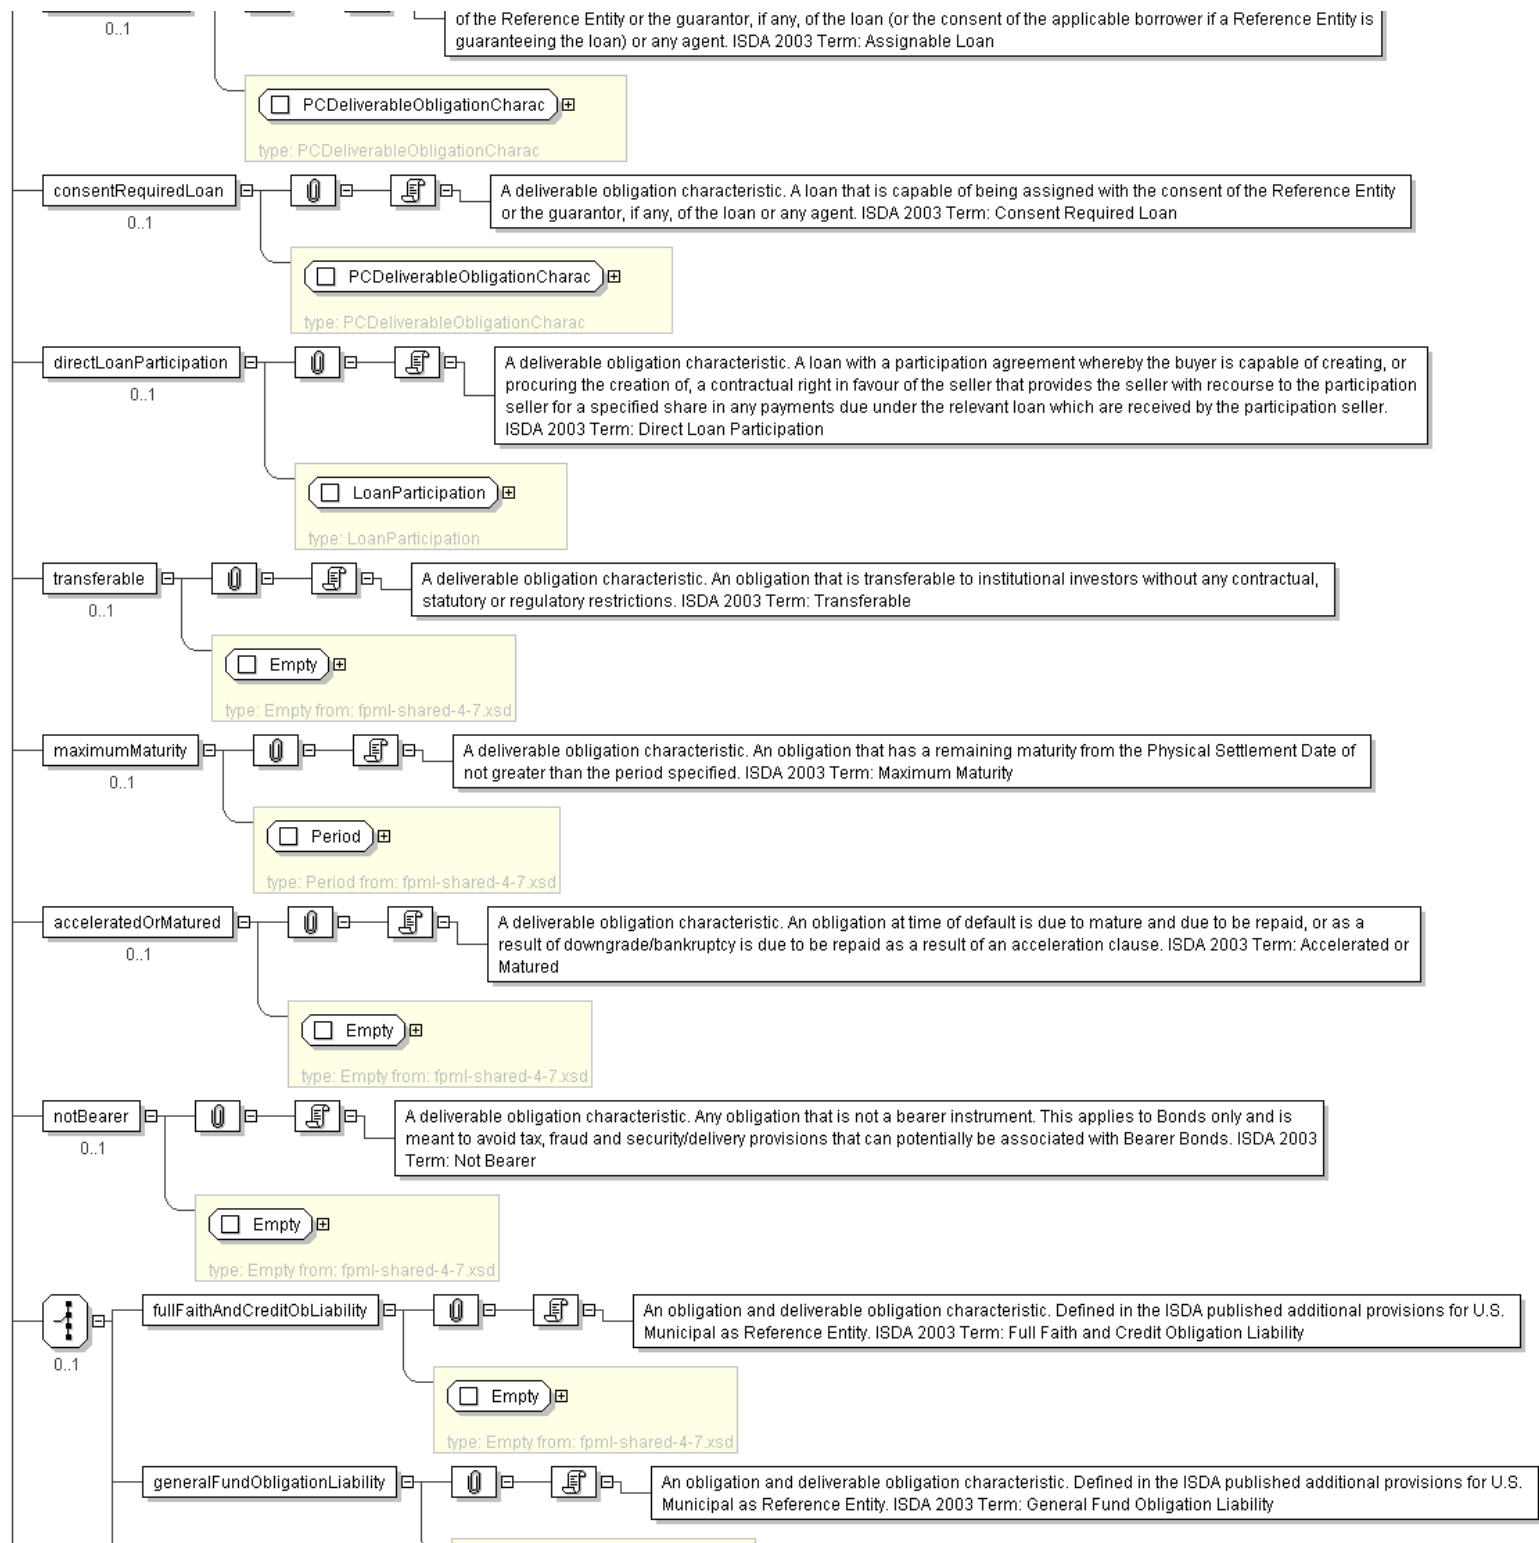 of the Reference Entity or the guarantor, if any, of the loan (or the consent of the applicable borrower if a Reference Entity is
0..1
guaranteeing the loan) or any agent. ISDA 2003 Term: Assignable Loan
PCDeliverableObligationCharac
type: PCDeliverableObligationCharac
consentRequiredLoan
0..1
A deliverable obligation characteristic. A loan that is capable of being assigned with the consent of the Reference Entity
or the guarantor, if any, of the loan or any agent. ISDA 2003 Term: Consent Required Loan
PCDeliverableObligationCharac
type: PCDeliverableObligationCharac
directLoanParticipation
0..1
A deliverable obligation characteristic. A loan with a participation agreement whereby the buyer is capable of creating, or
procuring the creation of, a contractual right in favour of the seller that provides the seller with recourse to the participation
seller for a specified share in any payments due under the relevant loan which are received by the participation seller.
ISDA 2003 Term: Direct Loan Participation
LoanParticipation
type: LoanParticipation
transferable
0..1
A deliverable obligation characteristic. An obligation that is transferable to institutional investors without any contractual,
statutory or regulatory restrictions. ISDA 2003 Term: Transferable
Empty
type: Empty from: fpml-shared-4-7.xsd
maximumMaturity
0..1
A deliverable obligation characteristic. An obligation that has a remaining maturity from the Physical Settlement Date of
not greater than the period specified. ISDA 2003 Term: Maximum Maturity
Period
type: Period from: fpml-shared-4-7.xsd
acceleratedOrMatured
0..1
A deliverable obligation characteristic. An obligation at time of default is due to mature and due to be repaid, or as a
result of downgrade/bankruptcy is due to be repaid as a result of an acceleration clause. ISDA 2003 Term: Accelerated or
Matured
Empty
type: Empty from: fpml-shared-4-7.xsd
notBearer
0..1
A deliverable obligation characteristic. Any obligation that is not a bearer instrument. This applies to Bonds only and is
meant to avoid tax, fraud and security/delivery provisions that can potentially be associated with Bearer Bonds. ISDA 2003
Term: Not Bearer
Empty
type: Empty from: fpml-shared-4-7.xsd
0..1
fullFaithAndCreditObLiability
An obligation and deliverable obligation characteristic. Defined in the ISDA published additional provisions for U.S.
Municipal as Reference Entity. ISDA 2003 Term: Full Faith and Credit Obligation Liability
Empty
type: Empty from: fpml-shared-4-7.xsd
generalFundObligationLiability
An obligation and deliverable obligation characteristic. Defined in the ISDA published additional provisions for U.S.
Municipal as Reference Entity. ISDA 2003 Term: General Fund Obligation Liability